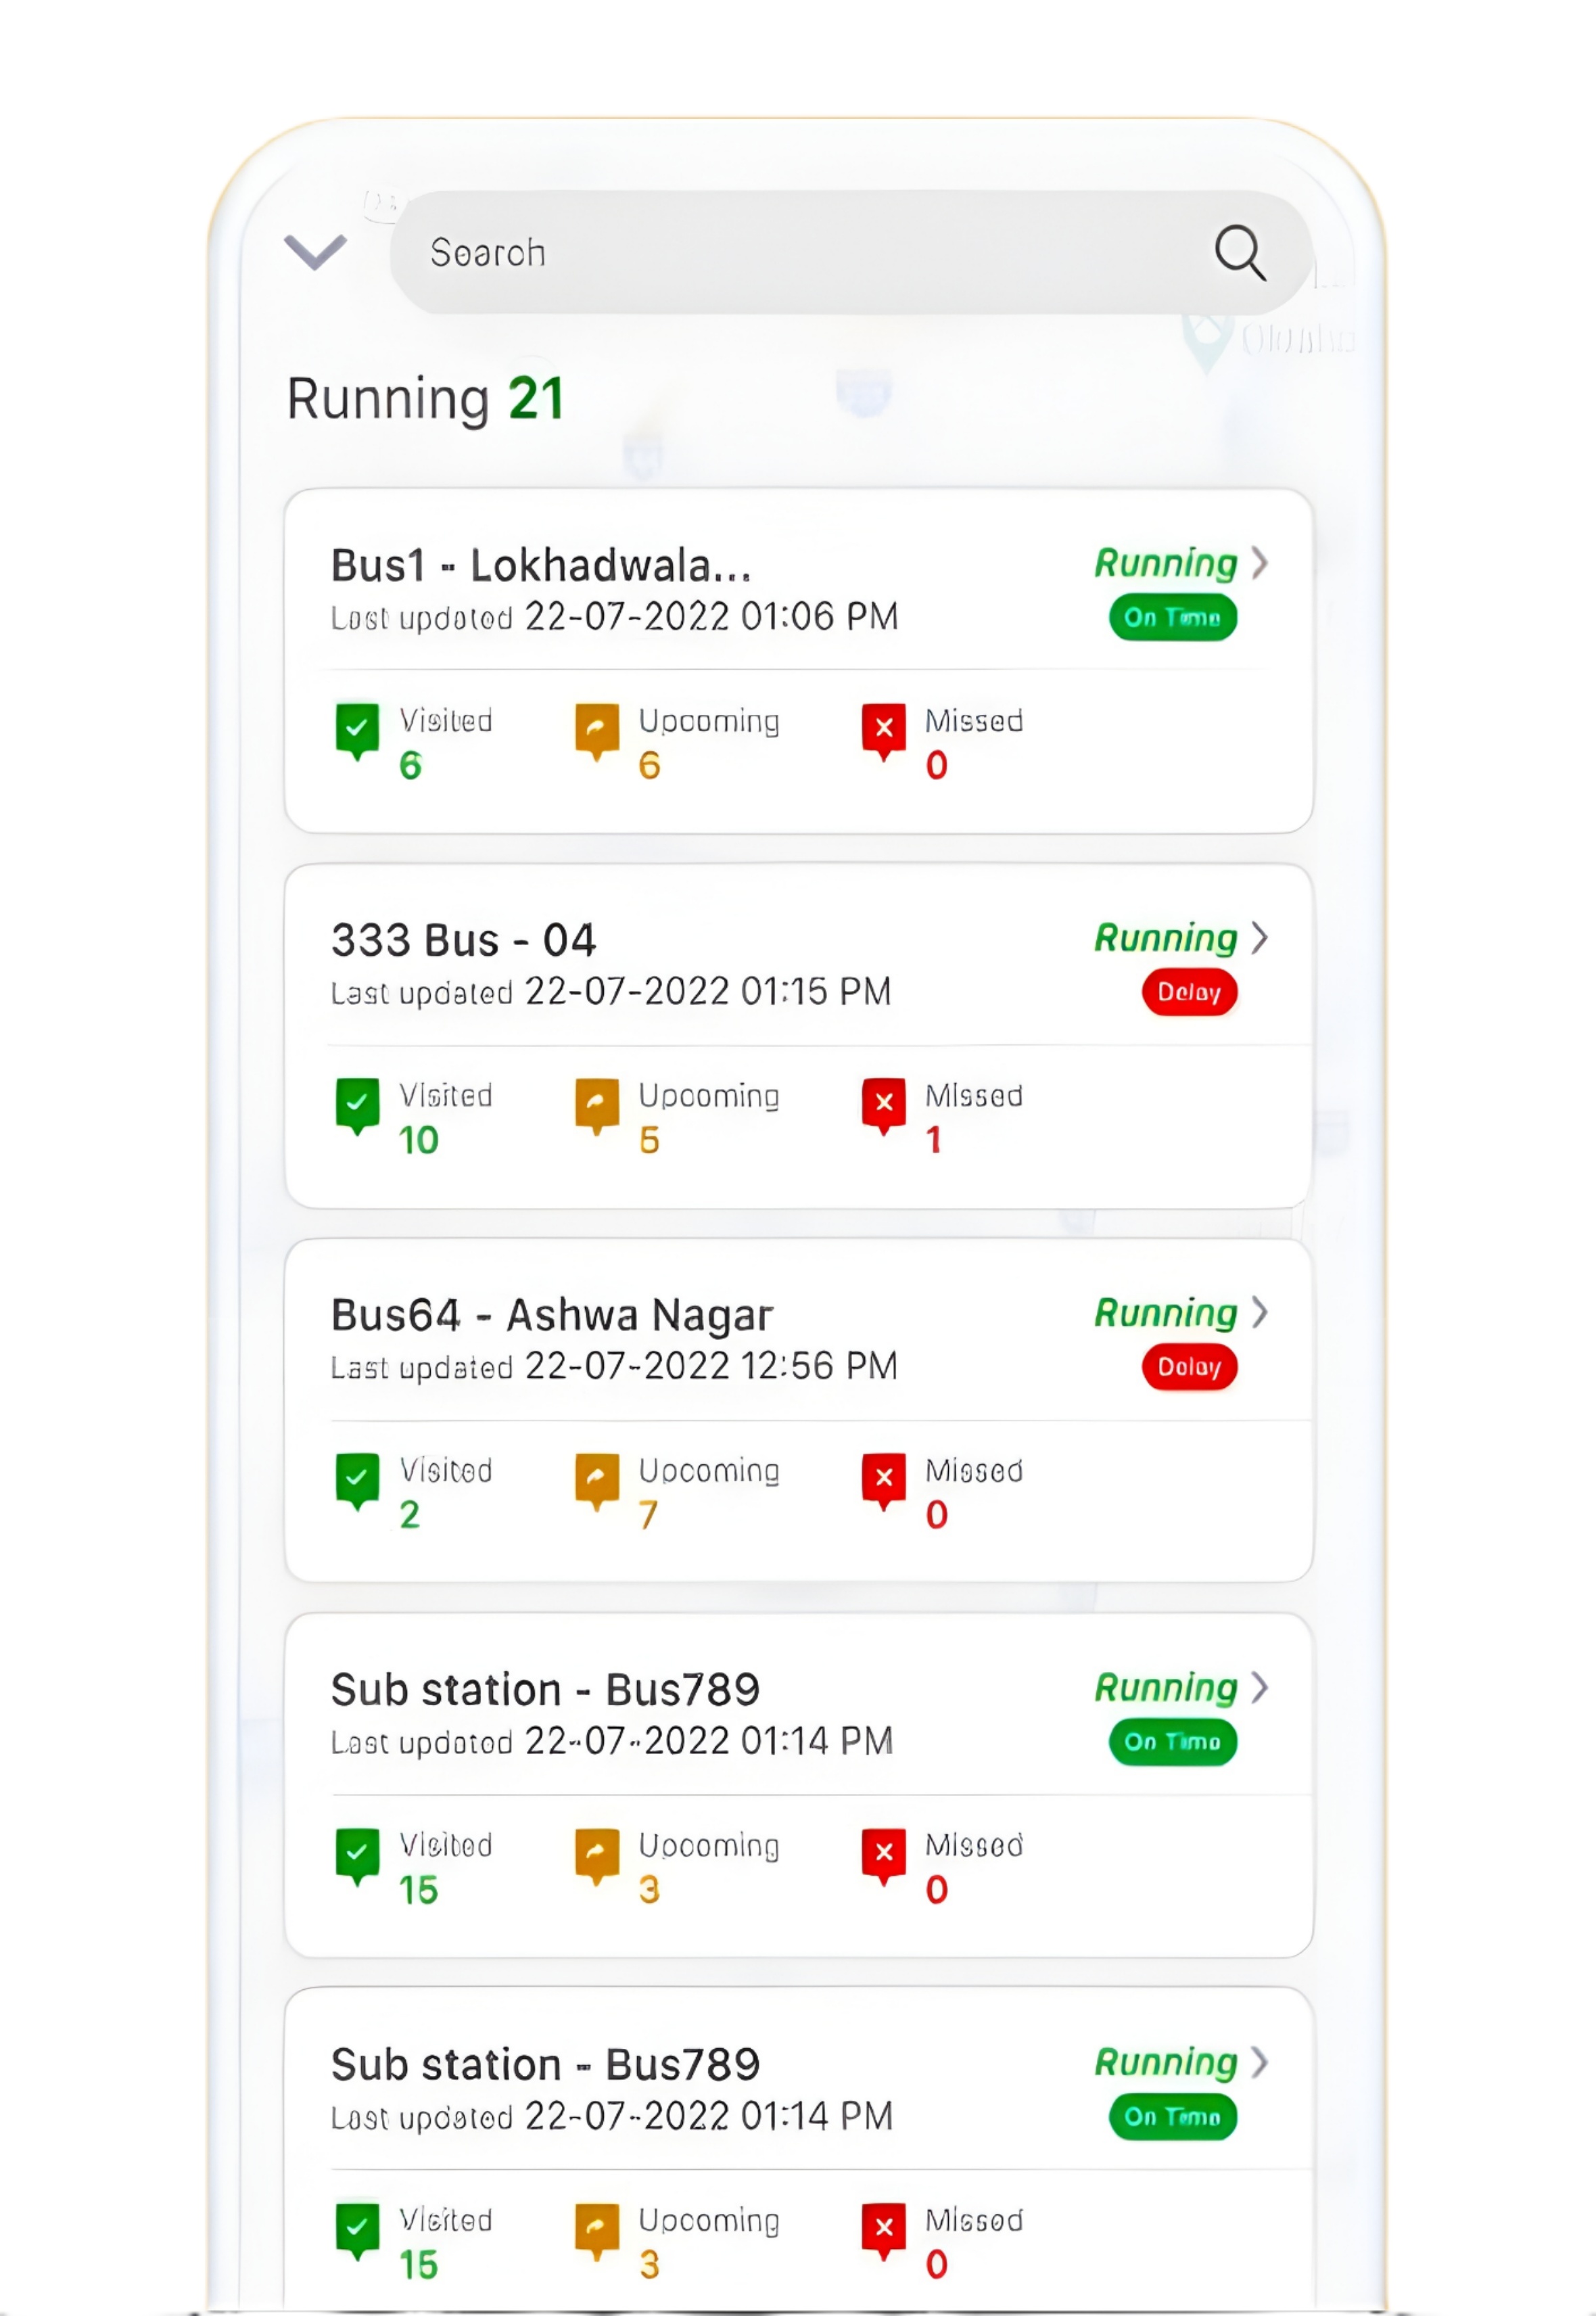 Search
Running 21
Bus1 - Lokhadwala... Running
Last updated 22-07-2022 01:06 PM On Time
Visited Upcoming Missed
6 6 0
333 Bus - 04 Running
Last updated 22-07-2022 01:15 PM Delay
Visited Upcoming Missed
10 5 1
Bus64 - Ashwa Nagar Running
Last updated 22-07-2022 12:56 PM Delay
Visited Upcoming Missed
2 7 0
Sub station - Bus789 Running
Last updated 22-07-2022 01:14 PM On Time
Visited Upcoming Missed
15 3 0
Sub station - Bus789 Running
Last updated 22-07-2022 01:14 PM On Time
Visited Upcoming Missed
15 3 0